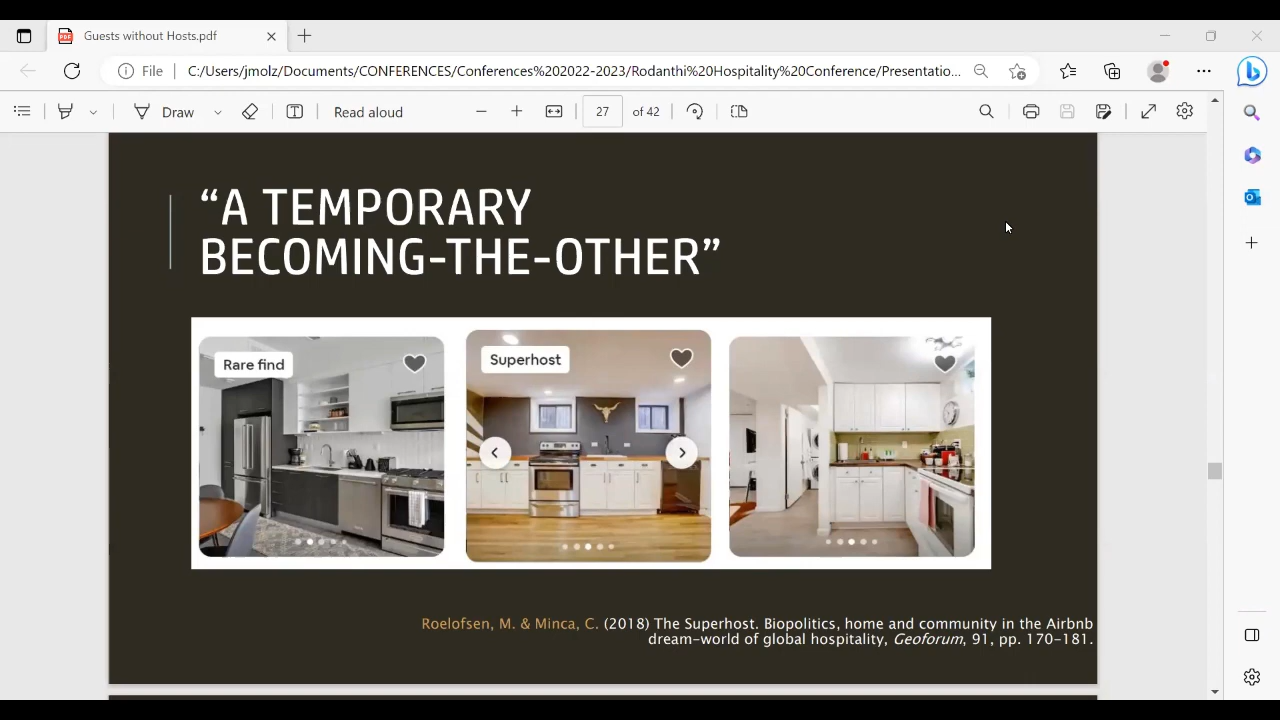 Guests without Hosts.pdf
File
C:/Users/jmolz/Documents/CONFERENCES/Conferences%202022-2023/Rodanthi%20Hospitality%20Conference/Presentatio...
Draw
Read aloud
27 of 42
“A TEMPORARY
BECOMING-THE-OTHER”
Rare find
Superhost
Roelofsen, M. & Minca, C. (2018) The Superhost. Biopolitics, home and community in the Airbnb
dream-world of global hospitality, Geoforum, 91, pp. 170-181.